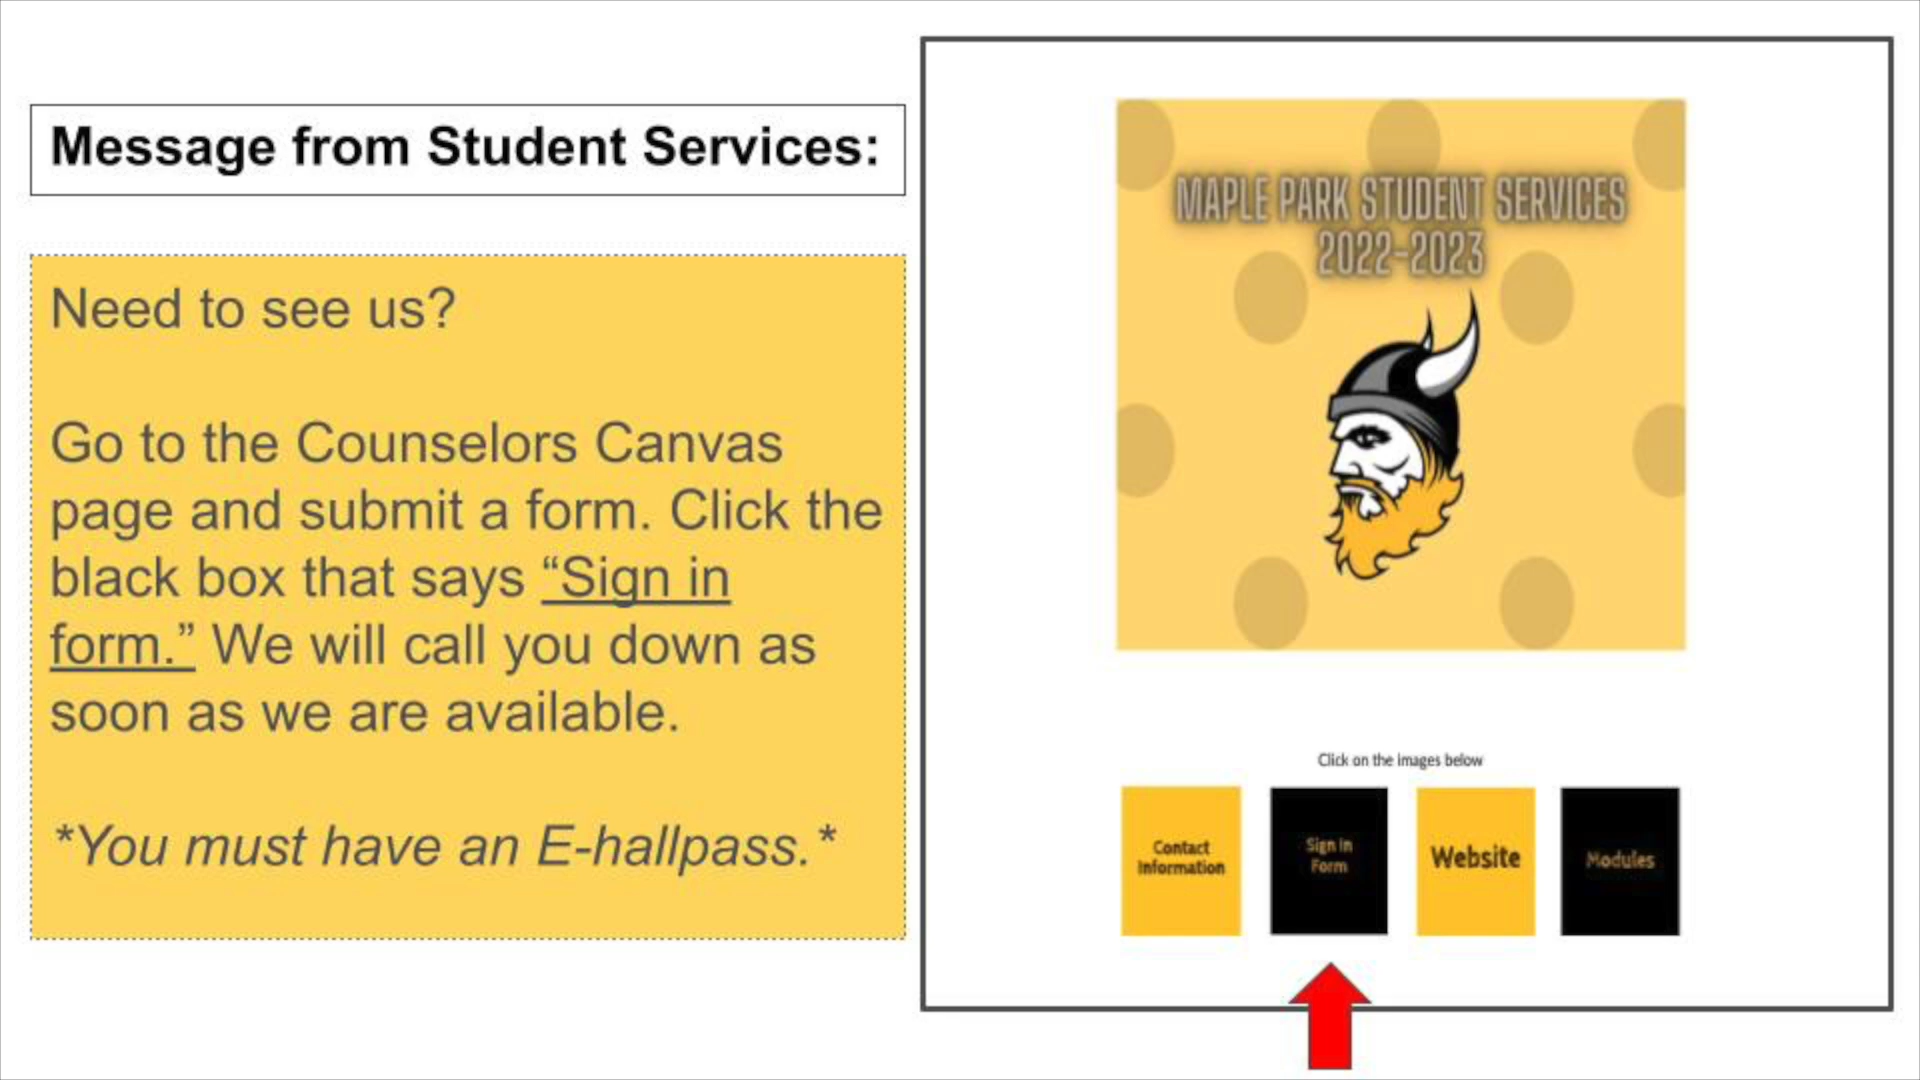 Message from Student Services:
Need to see us?
Go to the Counselors Canvas
page and submit a form. Click the
black box that says “Sign in
form.” We will call you down as
soon as we are available.
*You must have an E-hallpass.*
MAPLE PARK STUDENT SERVICES
2022-2023
Click on the images below
Contact
Information
Sign In
Form
Website
Modules